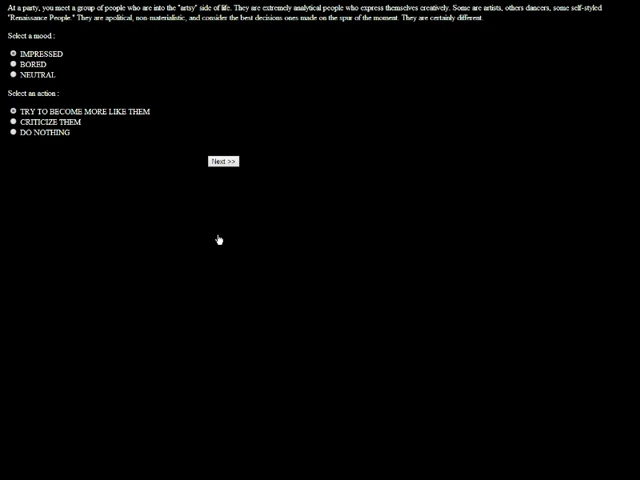 At a party, you meet a group of people who are into the "artsy" side of life. They are extremely analytical people who express themselves creatively. Some are artists, others dancers, some self-styled
"Renaissance People." They are apolitical, non-materialistic, and consider the best decisions ones made on the spur of the moment. They are certainly different.
Select a mood :
IMPRESSED
BORED
NEUTRAL
Select an action :
TRY TO BECOME MORE LIKE THEM
CRITICIZE THEM
DO NOTHING
Next >>